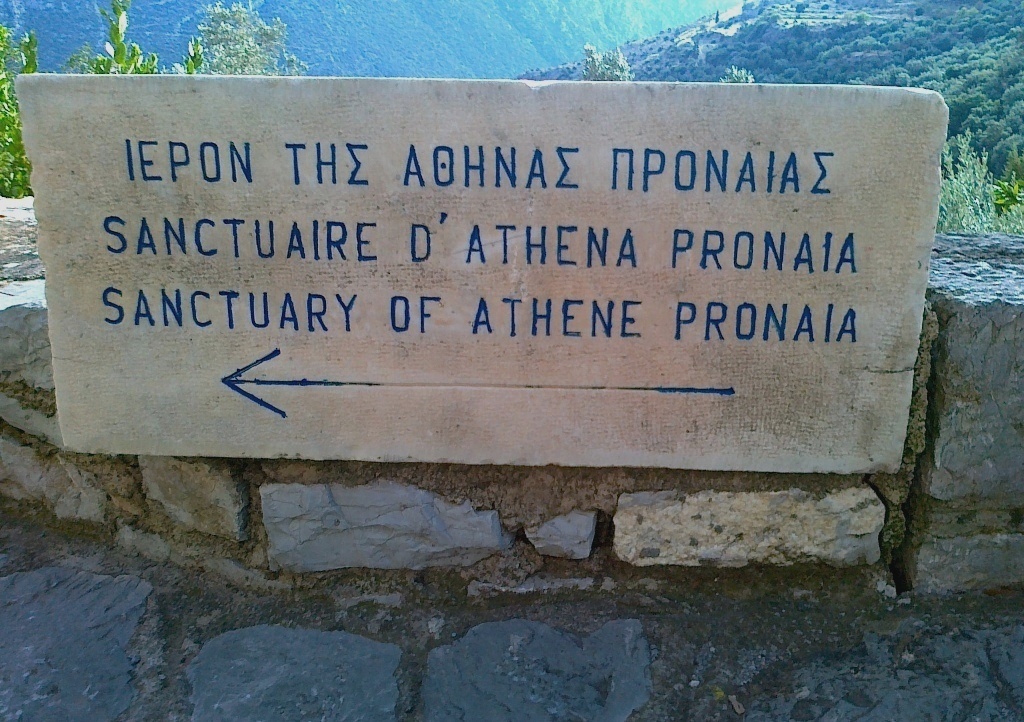 ΙΕΡΟΝ ΤΗΣ ΑΘΗΝΑΣ ΠΡΟΝΑΙΑΣ
SANCTUAIRE D'ATHENA PRONAIA
SANCTUARY OF ATHENE PRONAIA